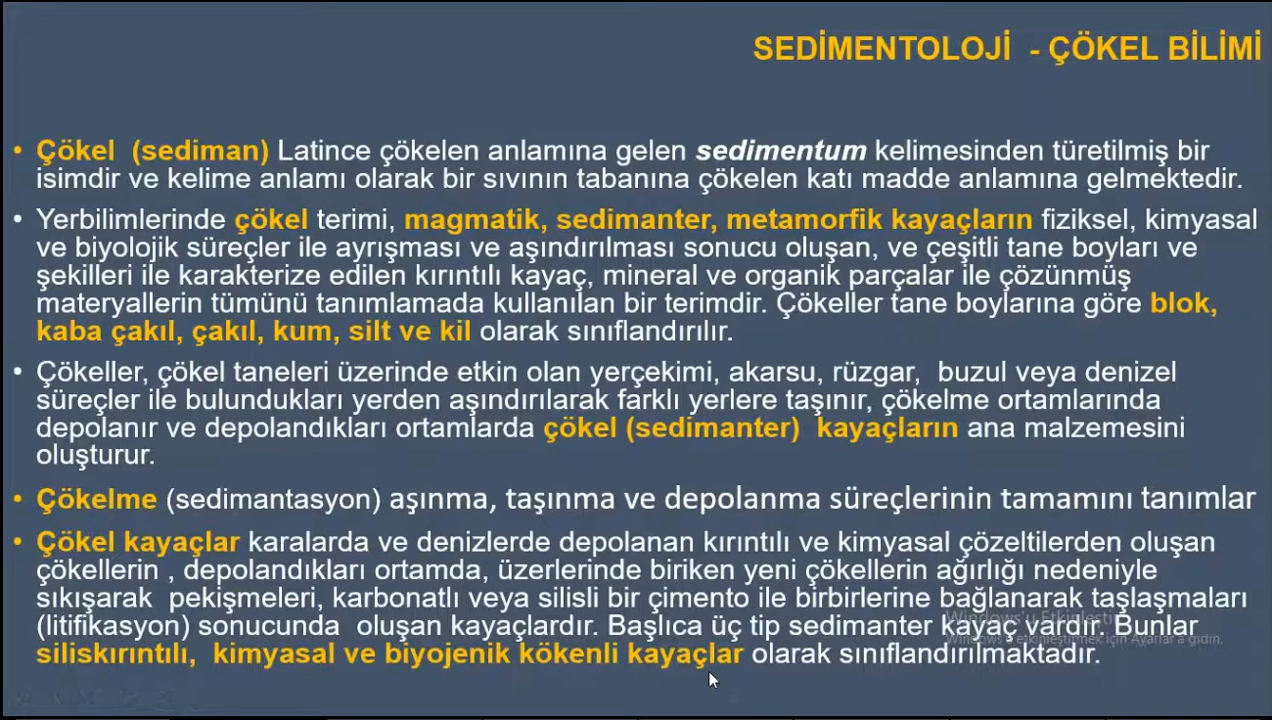 SEDİMENTOLOJİ - ÇÖKEL BİLİMİ
• Çökel (sediman) Latince çökelen anlamına gelen sedimentum kelimesinden türetilmiş bir
isimdir ve kelime anlamı olarak bir sıvının tabanına çökelen katı madde anlamına gelmektedir.
• Yerbilimlerinde çökel terimi, magmatik, sedimanter, metamorfik kayaçların fiziksel, kimyasal
ve biyolojik süreçler ile ayrışması ve aşındırılması sonucu oluşan, ve çeşitli tane boyları ve
şekilleri ile karakterize edilen kırıntılı kayaç, mineral ve organik parçalar ile çözünmüş
materyallerin tümünü tanımlamada kullanılan bir terimdir. Çökeller tane boylarına göre blok,
kaba çakıl, çakıl, kum, silt ve kil olarak sınıflandırılır.
• Çökeller, çökel taneleri üzerinde etkin olan yerçekimi, akarsu, rüzgar, buzul veya denizel
süreçler ile bulundukları yerden aşındırılarak farklı yerlere taşınır, çökelme ortamlarında
depolanır ve depolandıkları ortamlarda çökel (sedimanter) kayaçların ana malzemesini
oluşturur.
• Çökelme (sedimantasyon) aşınma, taşınma ve depolanma süreçlerinin tamamını tanımlar
• Çökel kayaçlar karalarda ve denizlerde depolanan kırıntılı ve kimyasal çözeltilerden oluşan
çökellerin , depolandıkları ortamda, üzerlerinde biriken yeni çökellerin ağırlığı nedeniyle
sıkışarak pekişmeleri, karbonatlı veya silisli bir çimento ile birbirlerine bağlanarak taşlaşmaları
(litifikasyon) sonucunda oluşan kayaçlardır. Başlıca üç tip sedimanter kayaç vardır. Bunlar
siliskırıntılı, kimyasal ve biyojenik kökenli kayaçlar olarak sınıflandırılmaktadır.
Windows'u Etkinleştir
Windows'u etkinleştirmek için Ayarlar'a gidin.